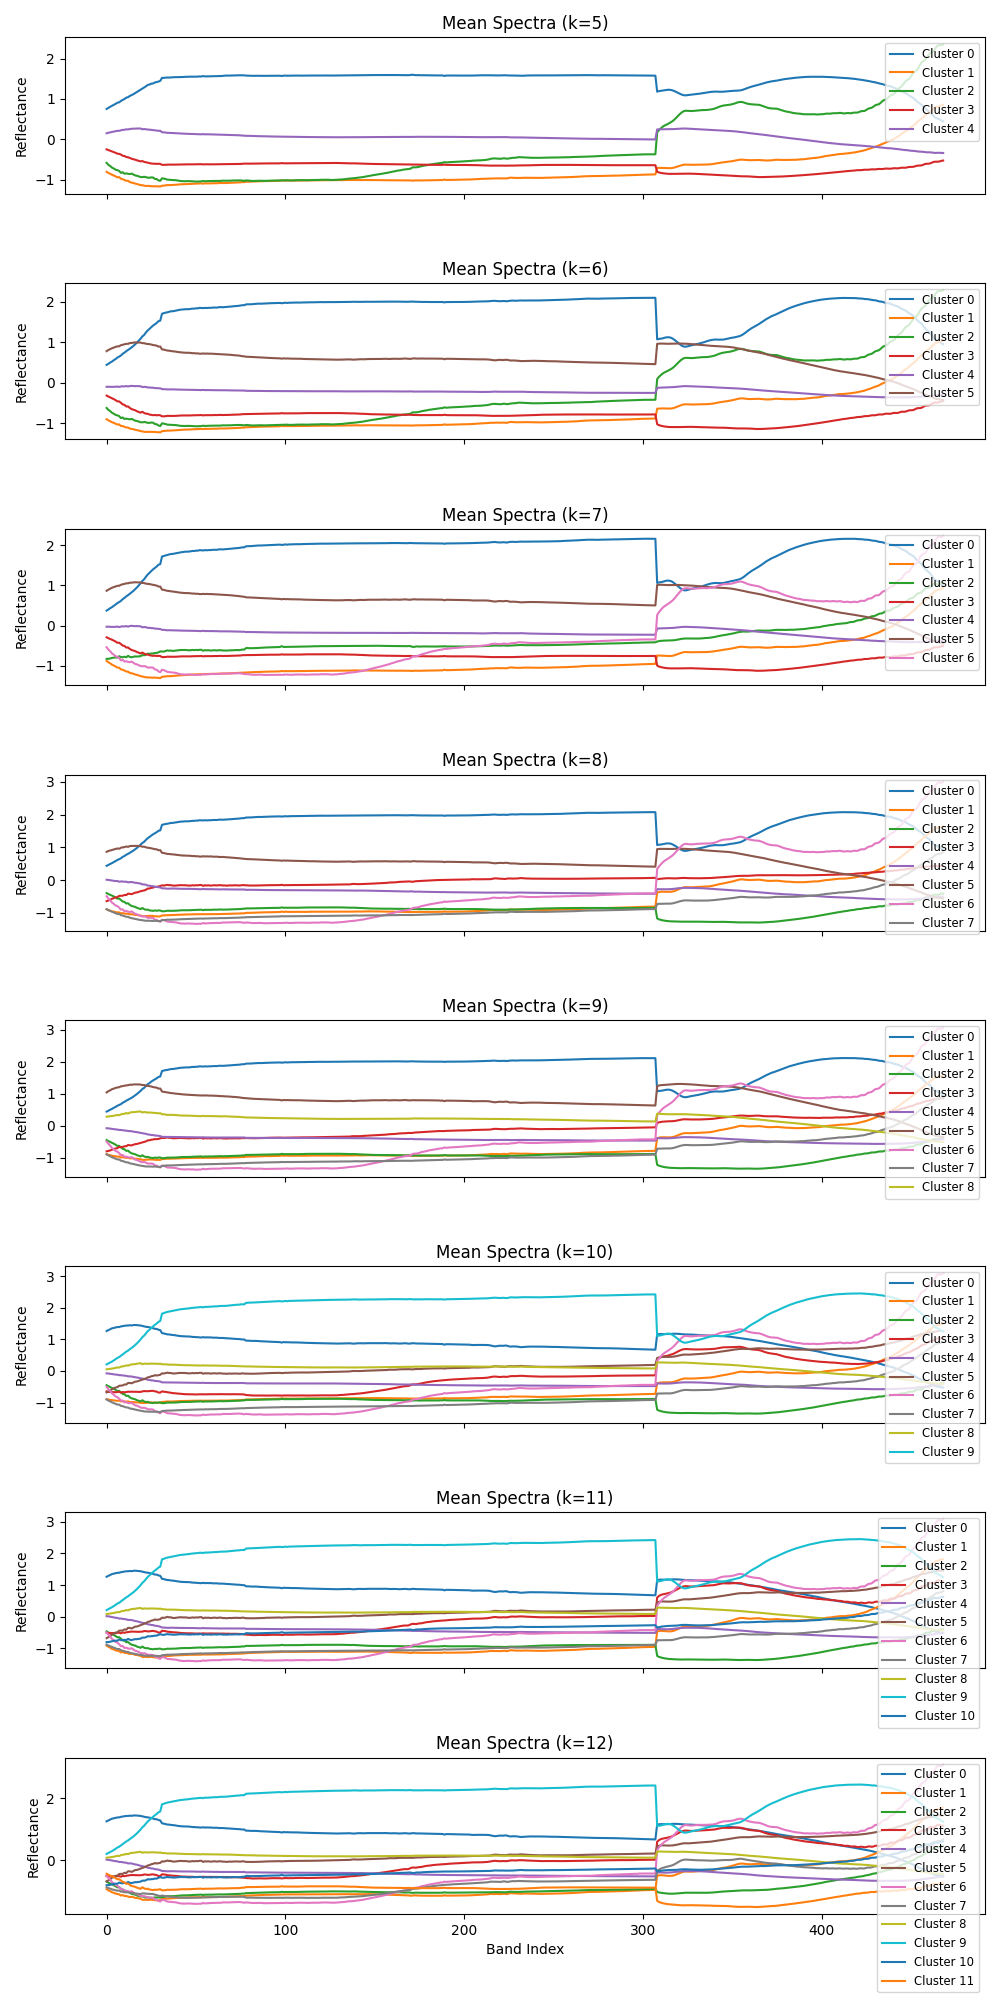 Mean Spectra (k=5)
Reflectance
2
1
0
−1
Cluster 0
Cluster 1
Cluster 2
Cluster 3
Cluster 4
Mean Spectra (k=6)
Reflectance
2
1
0
−1
Cluster 0
Cluster 1
Cluster 2
Cluster 3
Cluster 4
Cluster 5
Mean Spectra (k=7)
Reflectance
2
1
0
−1
Cluster 0
Cluster 1
Cluster 2
Cluster 3
Cluster 4
Cluster 5
Cluster 6
Mean Spectra (k=8)
Reflectance
3
2
1
0
−1
Cluster 0
Cluster 1
Cluster 2
Cluster 3
Cluster 4
Cluster 5
Cluster 6
Cluster 7
Mean Spectra (k=9)
Reflectance
3
2
1
0
−1
Cluster 0
Cluster 1
Cluster 2
Cluster 3
Cluster 4
Cluster 5
Cluster 6
Cluster 7
Cluster 8
Mean Spectra (k=10)
Reflectance
3
2
1
0
−1
Cluster 0
Cluster 1
Cluster 2
Cluster 3
Cluster 4
Cluster 5
Cluster 6
Cluster 7
Cluster 8
Cluster 9
Mean Spectra (k=11)
Reflectance
3
2
1
0
−1
Cluster 0
Cluster 1
Cluster 2
Cluster 3
Cluster 4
Cluster 5
Cluster 6
Cluster 7
Cluster 8
Cluster 9
Cluster 10
Mean Spectra (k=12)
Reflectance
2
0
Cluster 0
Cluster 1
Cluster 2
Cluster 3
Cluster 4
Cluster 5
Cluster 6
Cluster 7
Cluster 8
Cluster 9
Cluster 10
Cluster 11
0 100 200 300 400
Band Index